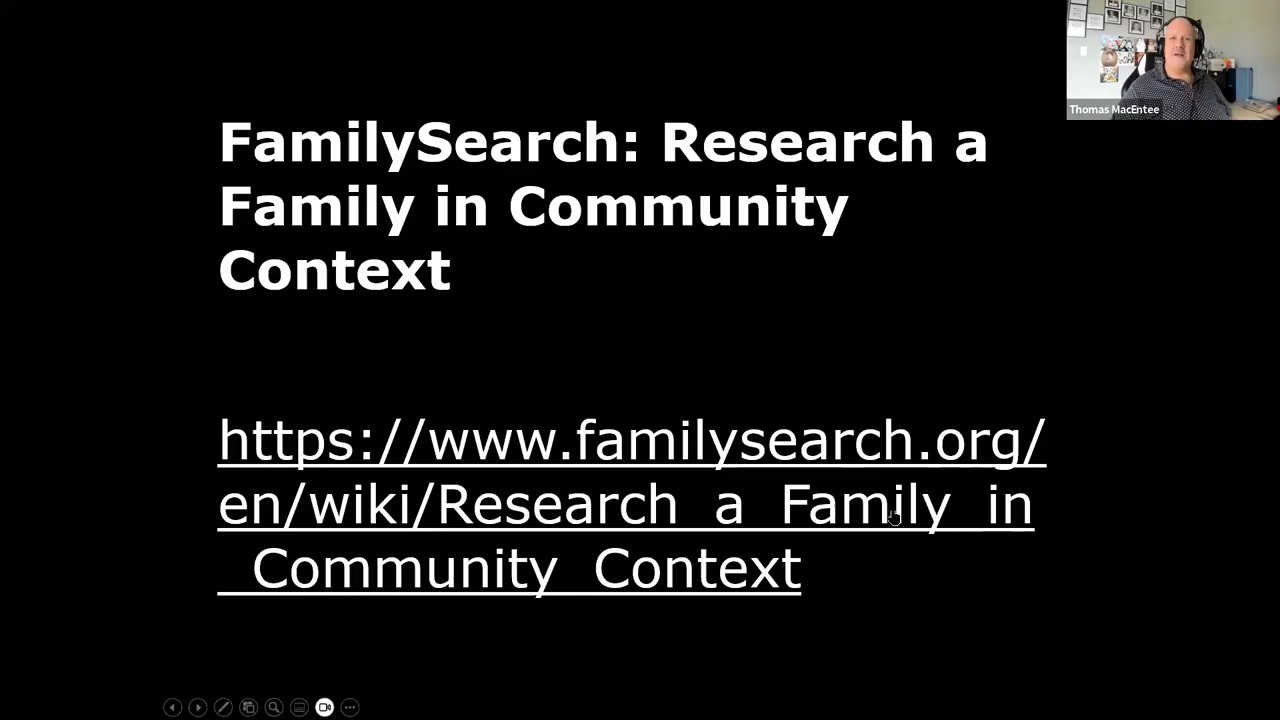 Thomas MacEntee
FamilySearch: Research a
Family in Community
Context
https://www.familysearch.org/
en/wiki/Research_a_Family_in
_Community_Context